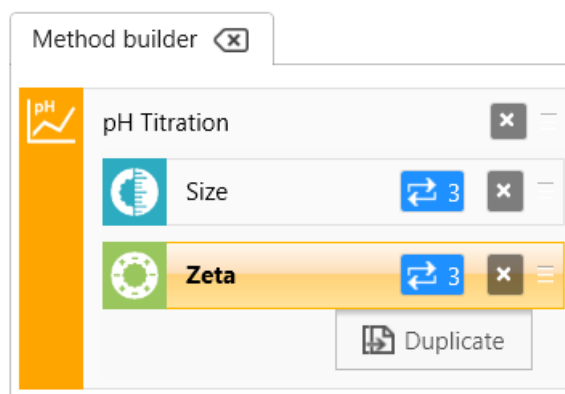 Method builder
pH
pH Titration
Size 3
Zeta 3
Duplicate